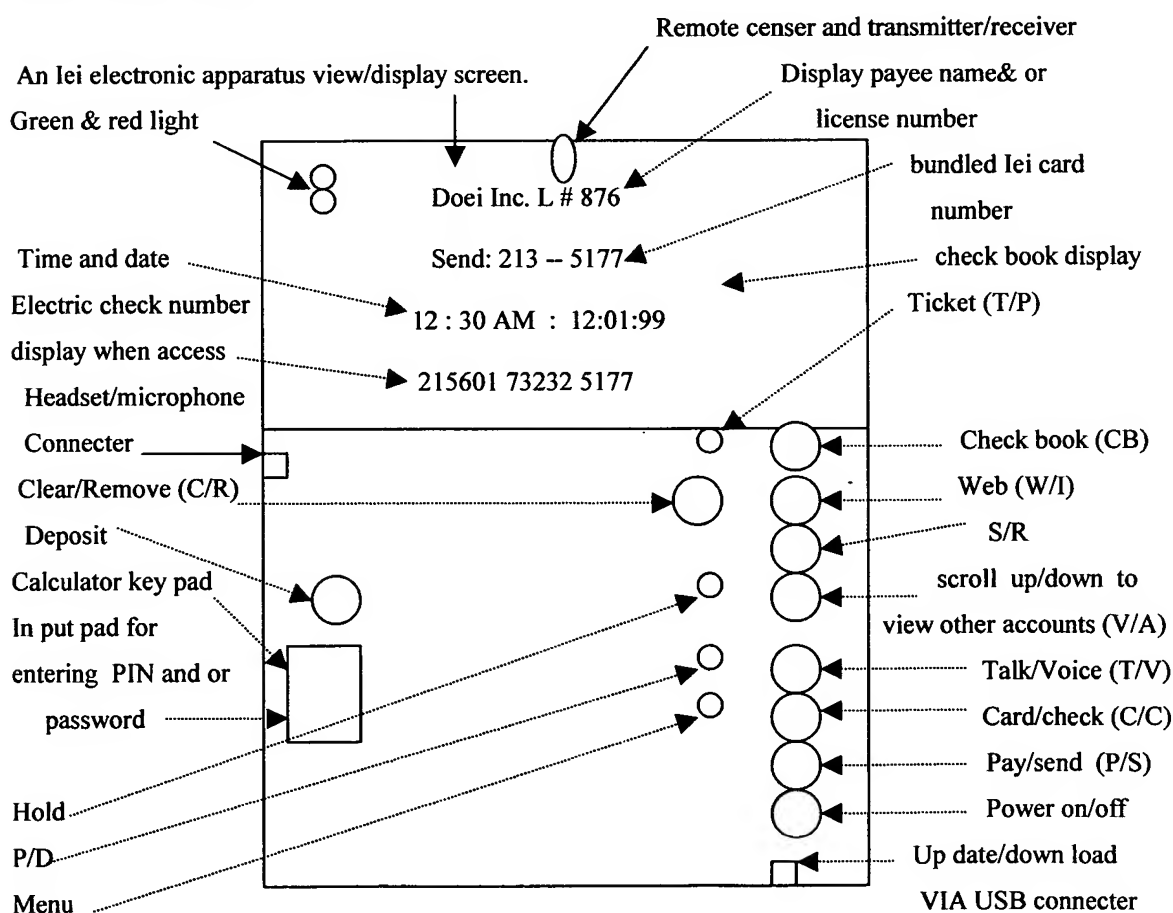 Remote censer and transmitter/receiver
An Iei electronic apparatus view/display screen.
Display payee name& or
license number
Green & red light
bundled Iei card
number
Doei Inc. L # 876
Send: 213 -- 5177
check book display
Time and date
Ticket (T/P)
Electric check number
display when access
12 : 30 AM : 12:01:99
215601 73232 5177
Headset/microphone
Connecter
Check book (CB)
Clear/Remove (C/R)
Web (W/I)
S/R
Deposit
scroll up/down to
view other accounts (V/A)
Calculator key pad
In put pad for
entering PIN and or
password
Talk/Voice (T/V)
Card/check (C/C)
Pay/send (P/S)
Hold
Power on/off
P/D
Up date/down load
VIA USB connecter
Menu